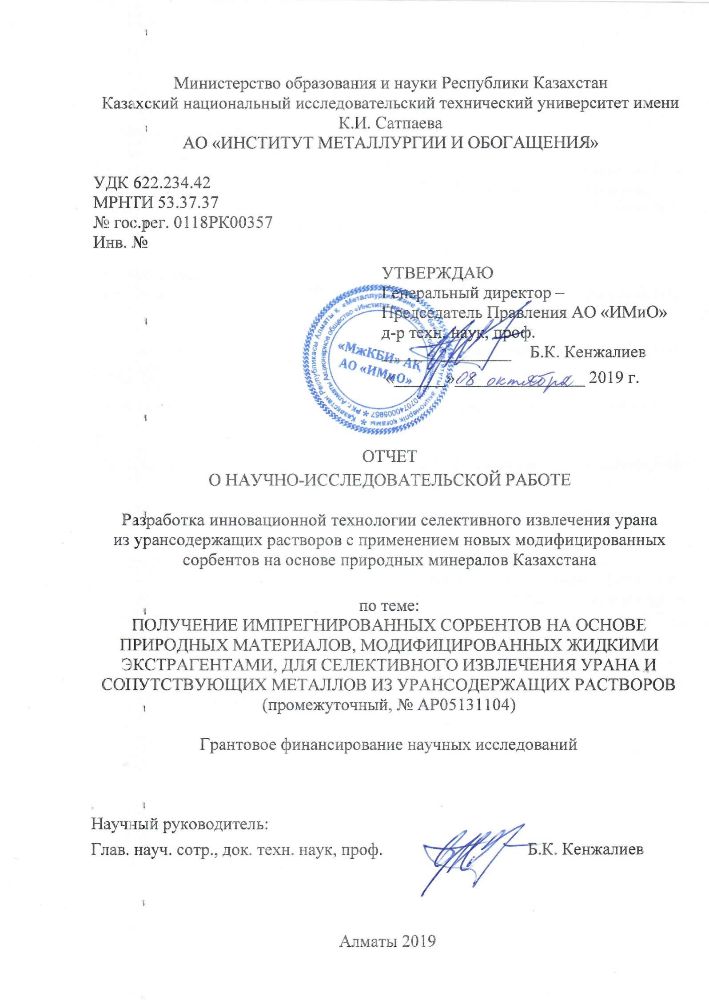 Министерство образования и науки Республики Казахстан
Казахский национальный исследовательский технический университет имени
К.И. Сатпаева
АО «ИНСТИТУТ МЕТАЛЛУРГИИ И ОБОГАЩЕНИЯ»
УДК 622.234.42
МРНТИ 53.37.37
№ гос.рег. 0118РК00357
Инв. №
УТВЕРЖДАЮ
Генеральный директор –
Председатель Правления АО «ИМиО»
д-р техн. наук, проф.
Б.К. Кенжалиев
«МжКБИ» АҚ
АО «ИМиО»
«______»08 октября 2019 г.
ОТЧЕТ
О НАУЧНО-ИССЛЕДОВАТЕЛЬСКОЙ РАБОТЕ
Разработка инновационной технологии селективного извлечения урана
из урансодержащих растворов с применением новых модифицированных
сорбентов на основе природных минералов Казахстана
по теме:
ПОЛУЧЕНИЕ ИМПРЕГНИРОВАННЫХ СОРБЕНТОВ НА ОСНОВЕ
ПРИРОДНЫХ МАТЕРИАЛОВ, МОДИФИЦИРОВАННЫХ ЖИДКИМИ
ЭКСТРАГЕНТАМИ, ДЛЯ СЕЛЕКТИВНОГО ИЗВЛЕЧЕНИЯ УРАНА И
СОПУТСТВУЮЩИХ МЕТАЛЛОВ ИЗ УРАНСОДЕРЖАЩИХ РАСТВОРОВ
(промежуточный, № АР05131104)
Грантовое финансирование научных исследований
Научный руководитель:
Глав. науч. сотр., док. техн. наук, проф. Б.К. Кенжалиев
Алматы 2019